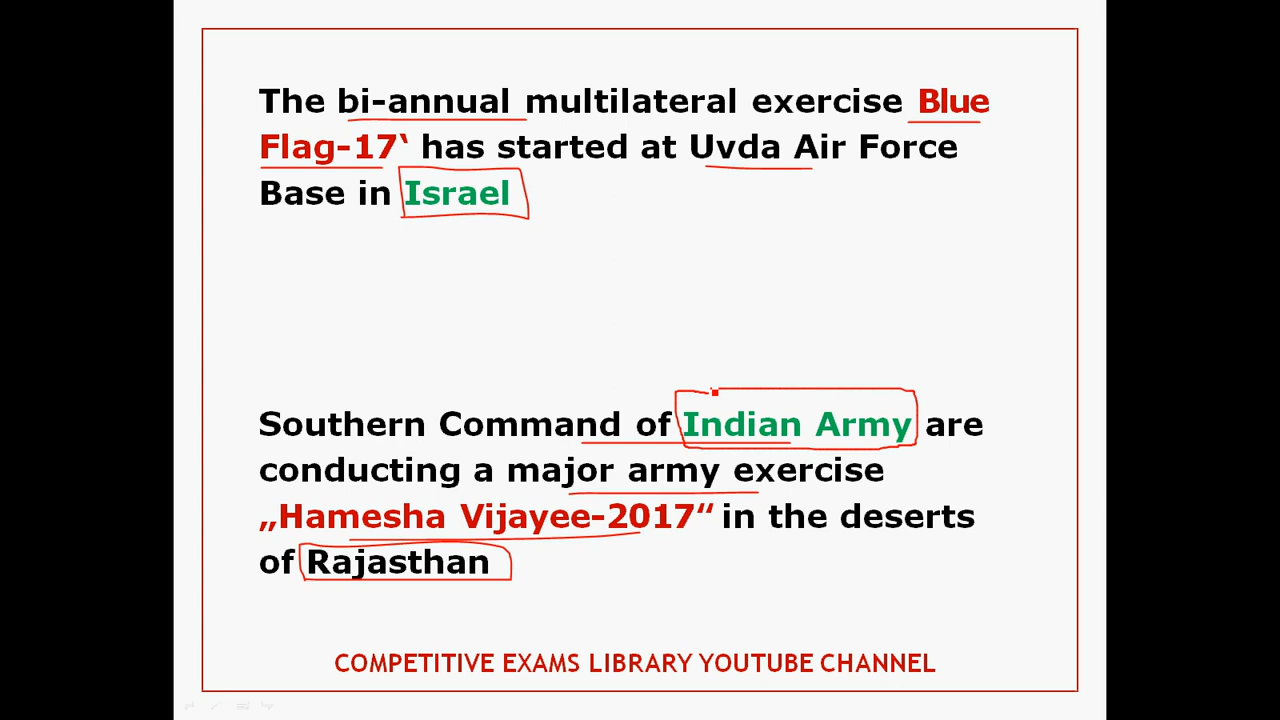 The bi-annual multilateral exercise Blue
Flag-17‛ has started at Uvda Air Force
Base in Israel
Southern Command of Indian Army are
conducting a major army exercise
„Hamesha Vijayee-2017“ in the deserts
of Rajasthan
COMPETITIVE EXAMS LIBRARY YOUTUBE CHANNEL